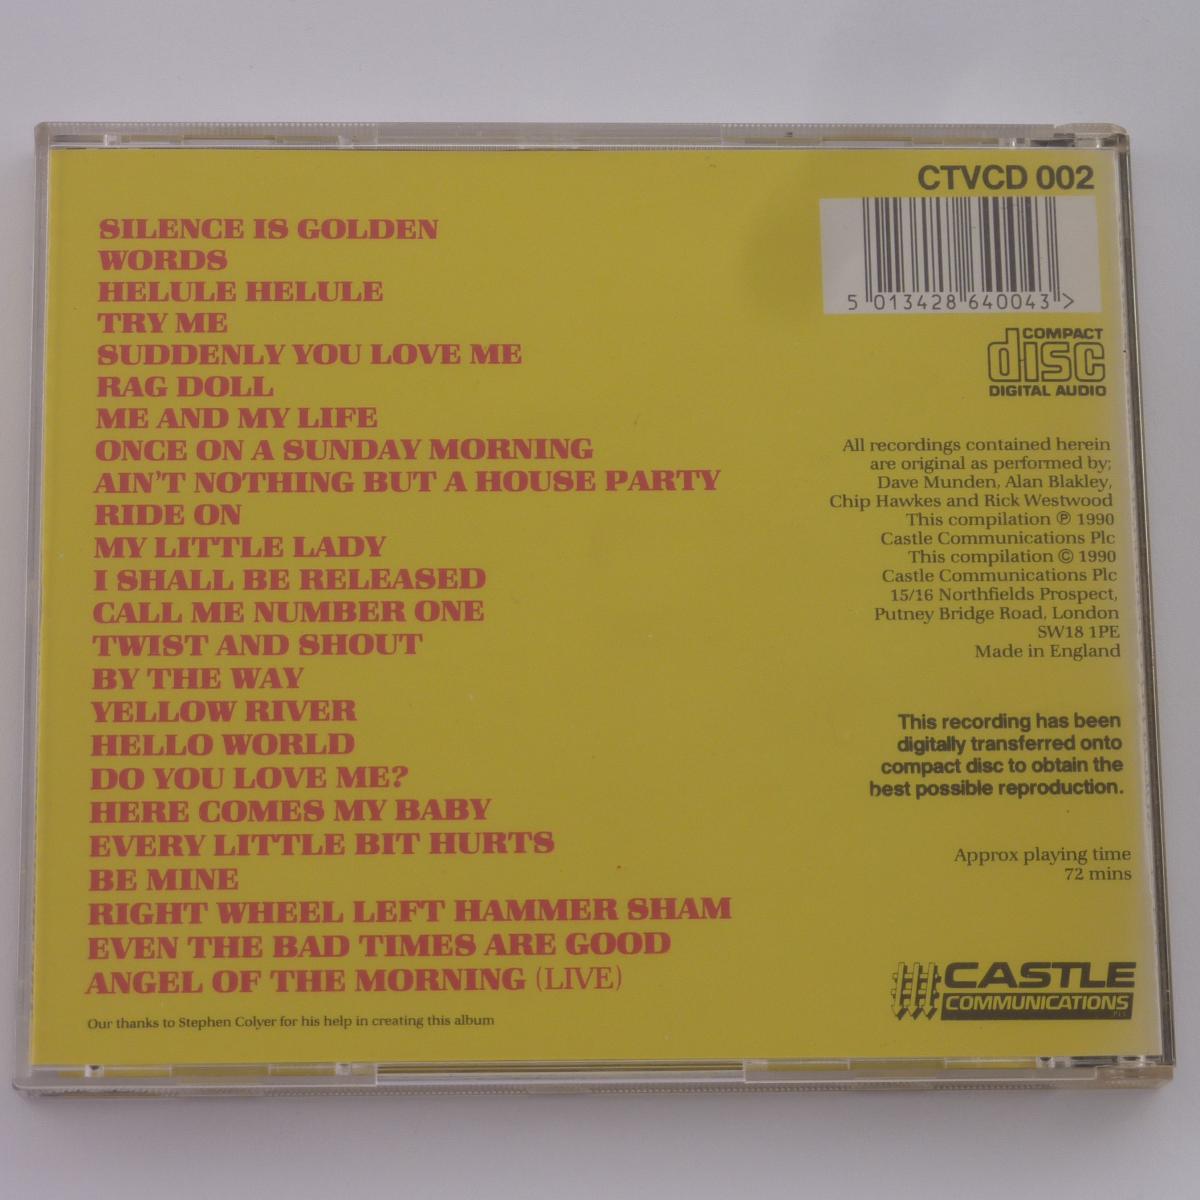 CTVCD 002
5 013428 640043 >
COMPACT
disc
DIGITAL AUDIO
SILENCE IS GOLDEN
WORDS
HELULE HELULE
TRY ME
SUDDENLY YOU LOVE ME
RAG DOLL
ME AND MY LIFE
ONCE ON A SUNDAY MORNING
AIN'T NOTHING BUT A HOUSE PARTY
RIDE ON
MY LITTLE LADY
I SHALL BE RELEASED
CALL ME NUMBER ONE
TWIST AND SHOUT
BY THE WAY
YELLOW RIVER
HELLO WORLD
DO YOU LOVE ME?
HERE COMES MY BABY
EVERY LITTLE BIT HURTS
BE MINE
RIGHT WHEEL LEFT HAMMER SHAM
EVEN THE BAD TIMES ARE GOOD
ANGEL OF THE MORNING (LIVE)
Our thanks to Stephen Colyer for his help in creating this album
All recordings contained herein
are original as performed by;
Dave Munden, Alan Blakley,
Chip Hawkes and Rick Westwood
This compilation ℗ 1990
Castle Communications Plc
This compilation © 1990
Castle Communications Plc
15/16 Northfields Prospect,
Putney Bridge Road, London
SW18 1PE
Made in England
This recording has been
digitally transferred onto
compact disc to obtain the
best possible reproduction.
Approx playing time
72 mins
CASTLE
COMMUNICATIONS
PLC